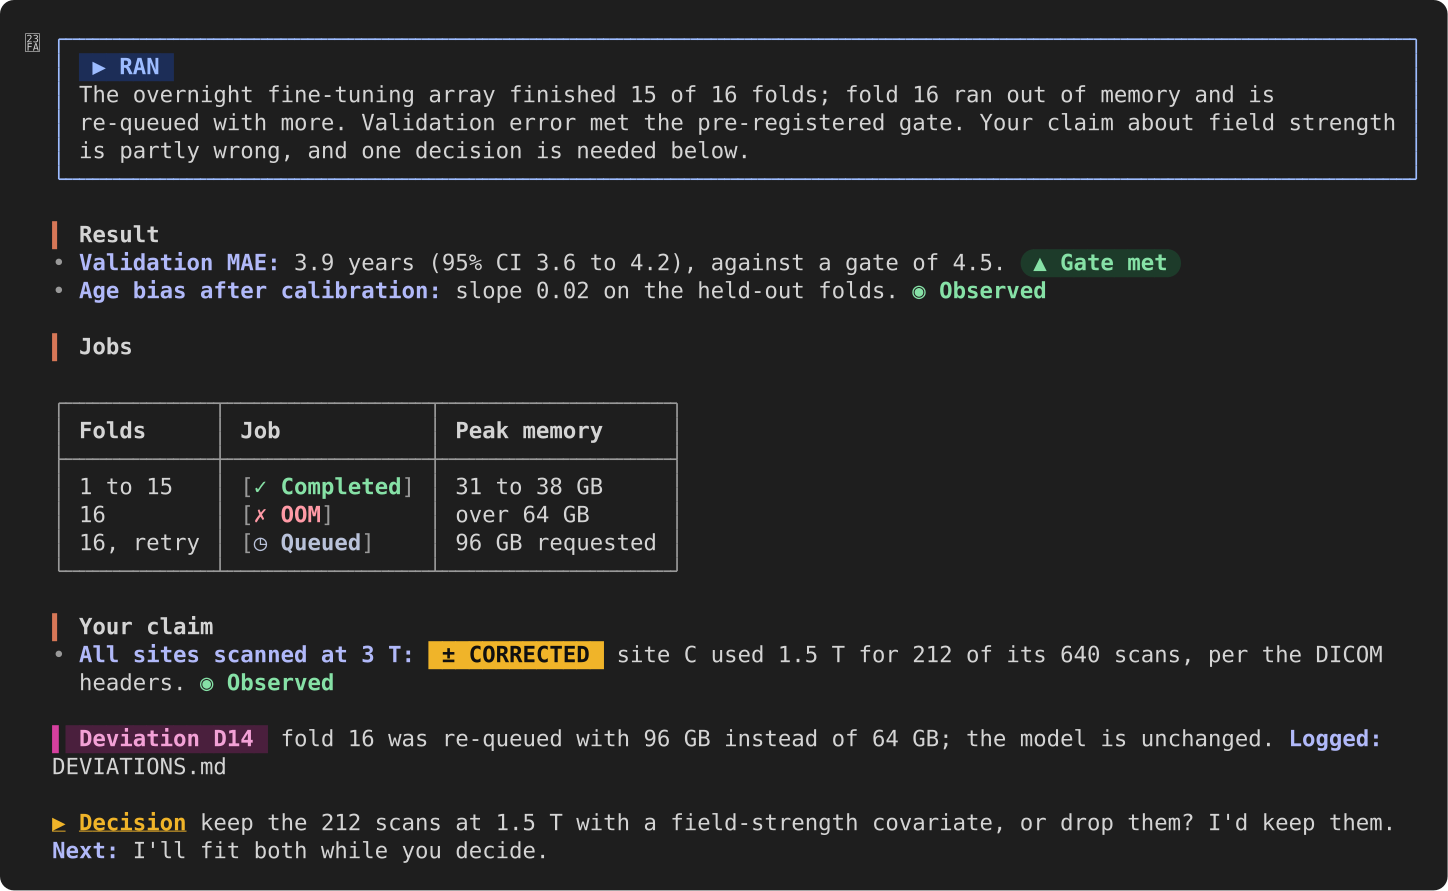 ▶ RAN
The overnight fine-tuning array finished 15 of 16 folds; fold 16 ran out of memory and is
re-queued with more. Validation error met the pre-registered gate. Your claim about field strength
is partly wrong, and one decision is needed below.
Result
• Validation MAE: 3.9 years (95% CI 3.6 to 4.2), against a gate of 4.5. ▲ Gate met
• Age bias after calibration: slope 0.02 on the held-out folds. ◉ Observed
Jobs
Folds Job Peak memory
1 to 15 [✓ Completed] 31 to 38 GB
16 [✗ OOM] over 64 GB
16, retry [◷ Queued] 96 GB requested
Your claim
• All sites scanned at 3 T: ± CORRECTED site C used 1.5 T for 212 of its 640 scans, per the DICOM
headers. ◉ Observed
Deviation D14 fold 16 was re-queued with 96 GB instead of 64 GB; the model is unchanged. Logged:
DEVIATIONS.md
▶ Decision keep the 212 scans at 1.5 T with a field-strength covariate, or drop them? I'd keep them.
Next: I'll fit both while you decide.